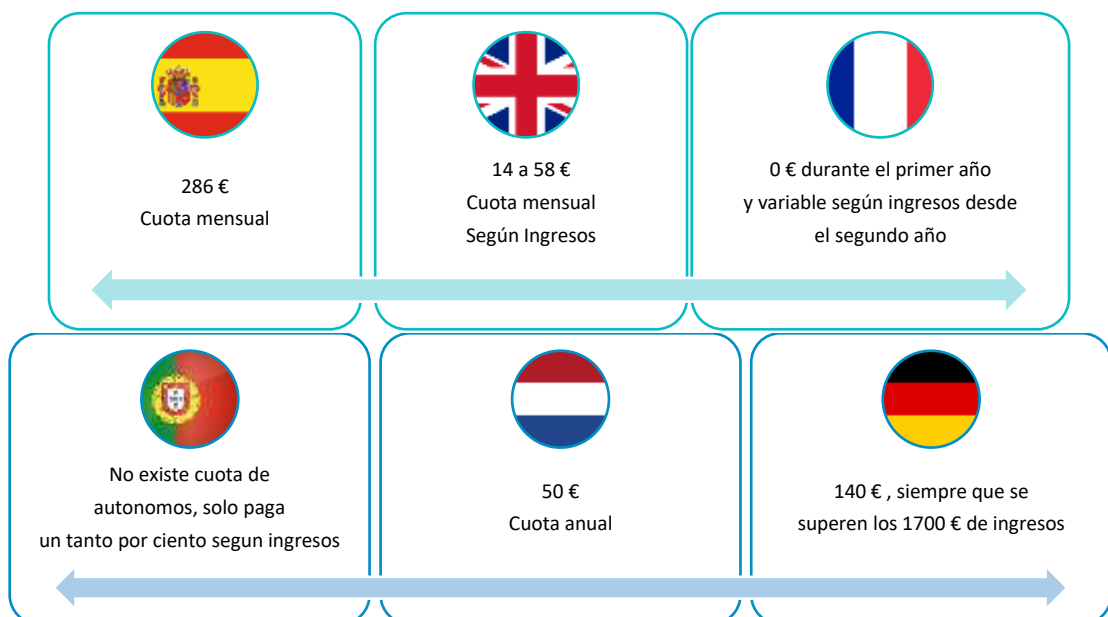 286 €
Cuota mensual
14 a 58 €
Cuota mensual
Según Ingresos
0 € durante el primer año
y variable según ingresos desde
el segundo año
No existe cuota de
autonomos, solo paga
un tanto por ciento segun ingresos
50 €
Cuota anual
140 € , siempre que se
superen los 1700 € de ingresos